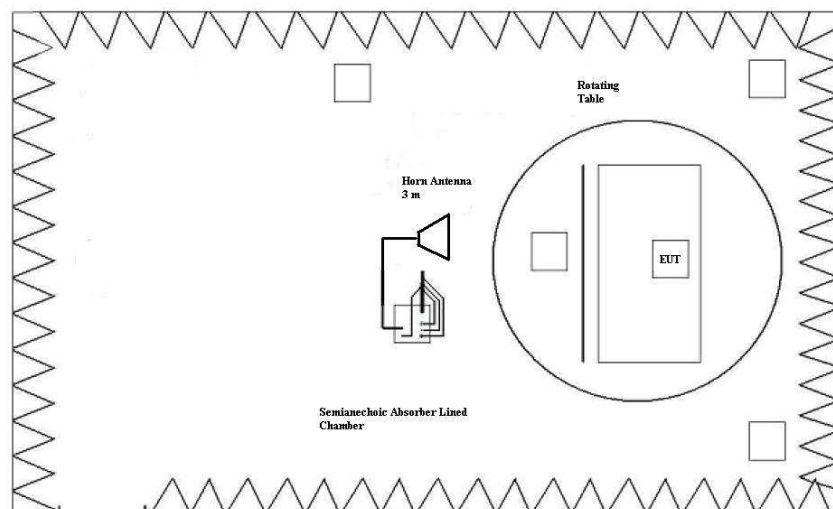 Rotating
Table
Horn Antenna
3 m
EUT
Semianechoic Absorber Lined
Chamber